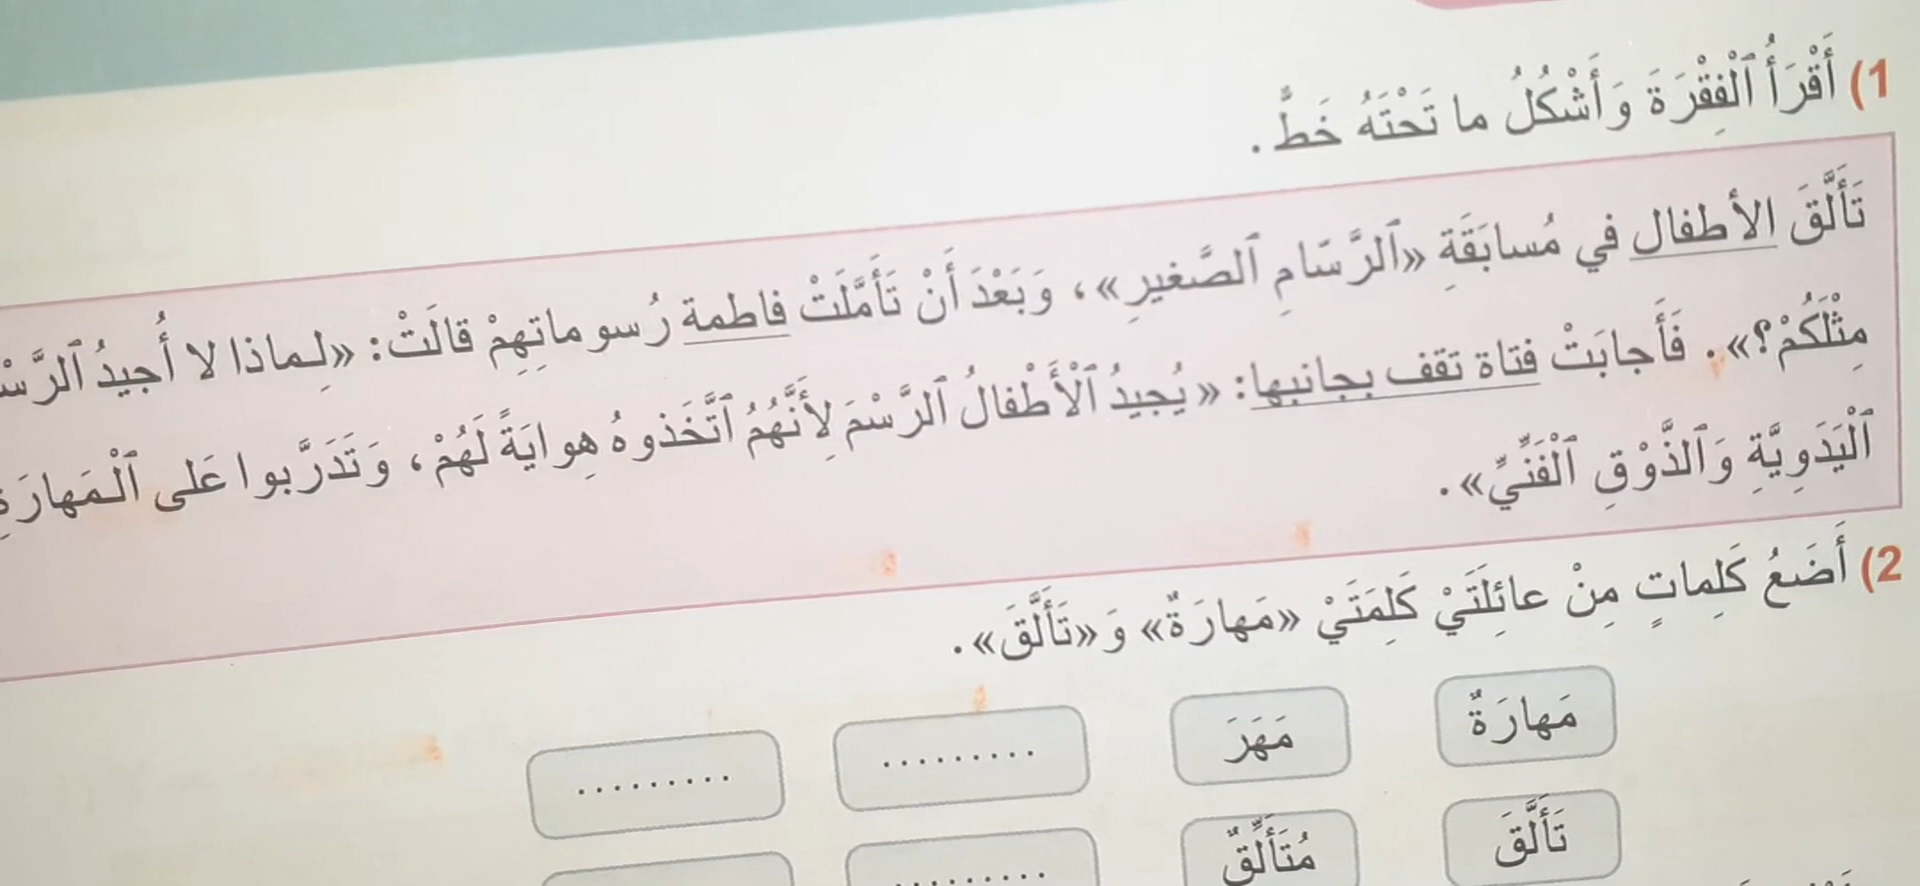 1) أَقْرَأُ ٱلْفِقْرَةَ وَأَشْكُلُ ما تَحْتَهُ خَطٌّ.
تَأَلَّقَ الأطفال في مُسابَقَةِ «ٱلرَّسّامِ ٱلصَّغيرِ»، وَبَعْدَ أَنْ تَأَمَّلَتْ فاطمة رُسوماتِهِمْ قالَتْ: «لِماذا لا أُجيدُ
مِثْلَكُمْ؟». فَأَجابَتْ فتاة تقف بجانبها: «يُجيدُ ٱلْأَطْفالُ ٱلرَّسْمَ لِأَنَّهُمُ ٱتَّخَذوهُ هِوايَةً لَهُمْ، وَتَدَرَّبوا عَلى ٱلْمَهارَةِ
ٱلْيَدَوِيَّةِ وَٱلذَّوْقِ ٱلْفَنِّيِّ».
2) أَضَعُ كَلِماتٍ مِنْ عائِلَتَيْ كَلِمَتَيْ «مَهارَةٌ» وَ«تَأَلَّقَ».
مَهارَةٌ مَهَرَ ......... .........
تَأَلَّقَ مُتَأَلِّقٌ .........